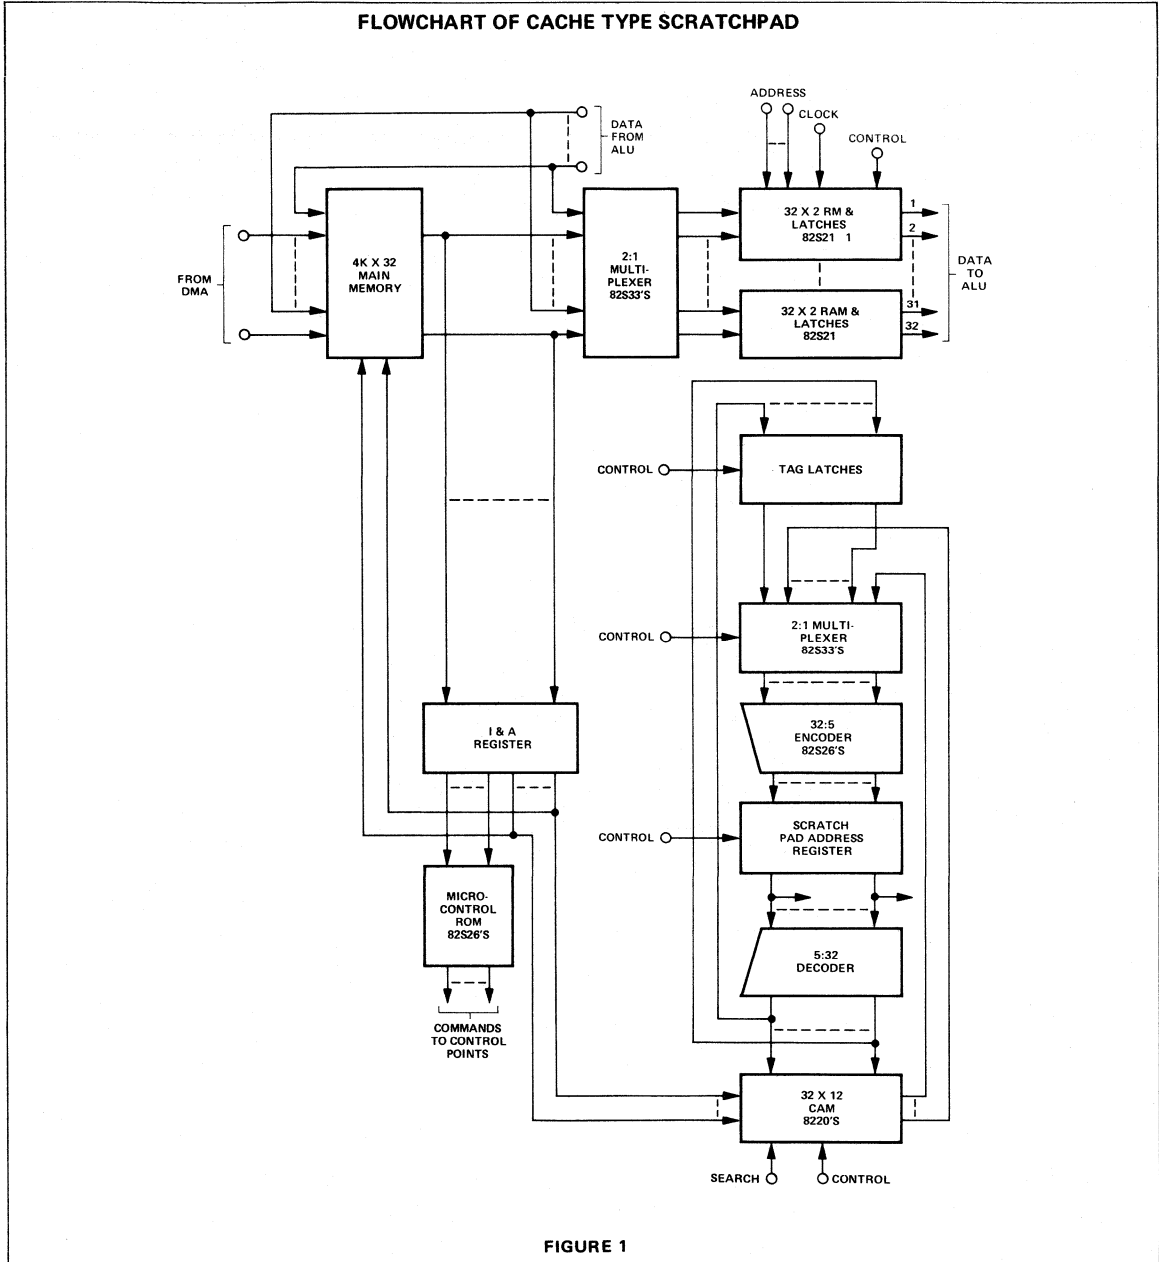 FLOWCHART OF CACHE TYPE SCRATCHPAD
ADDRESS
CLOCK
CONTROL
DATA
FROM
ALU
FROM
DMA
4K X 32
MAIN
MEMORY
2:1
MULTI-
PLEXER
82S33'S
32 X 2 RM &
LATCHES
82S21 1
32 X 2 RAM &
LATCHES
82S21
1
2
31
32
DATA
TO
ALU
CONTROL
TAG LATCHES
CONTROL
2:1 MULTI-
PLEXER
82S33'S
32:5
ENCODER
82S26'S
CONTROL
SCRATCH
PAD ADDRESS
REGISTER
5:32
DECODER
32 X 12
CAM
8220'S
SEARCH
CONTROL
I & A
REGISTER
MICRO-
CONTROL
ROM
82S26'S
COMMANDS
TO CONTROL
POINTS
FIGURE 1